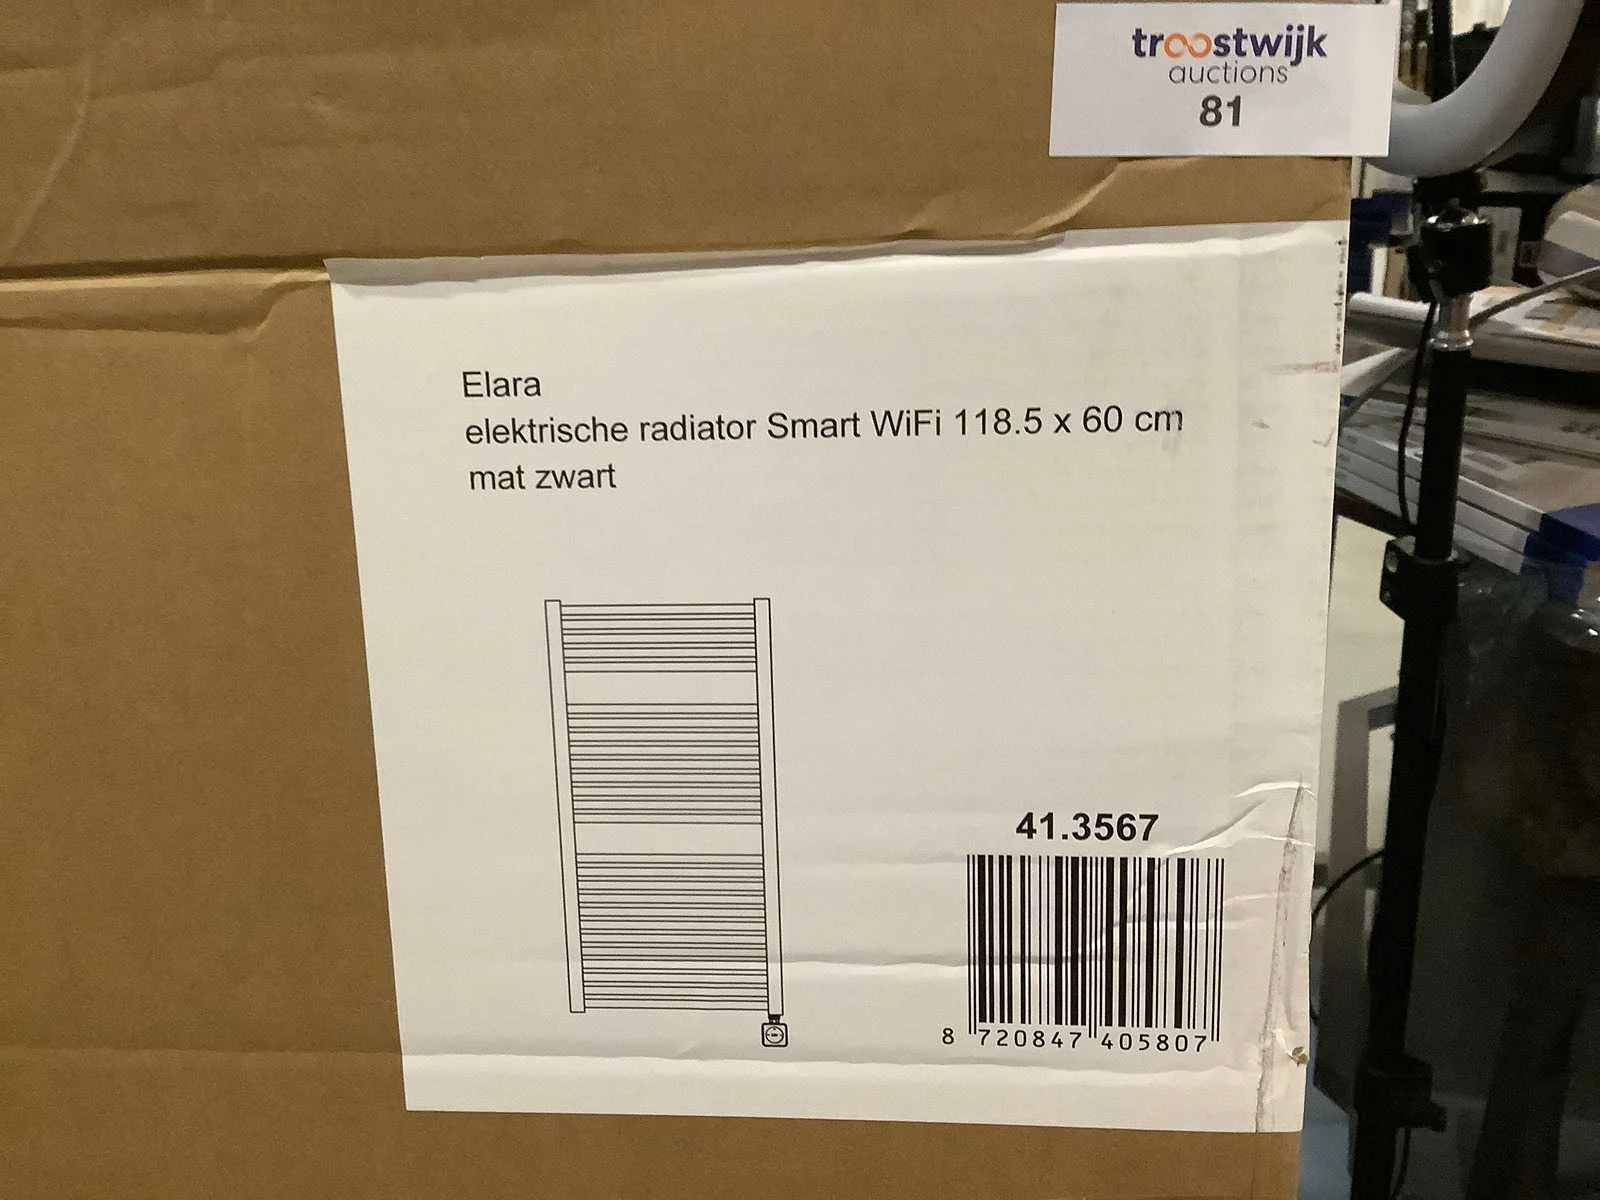 troostwijk
auctions
81
Elara
elektrische radiator Smart WiFi 118.5 x 60 cm
mat zwart
41.3567
8 720847 405807